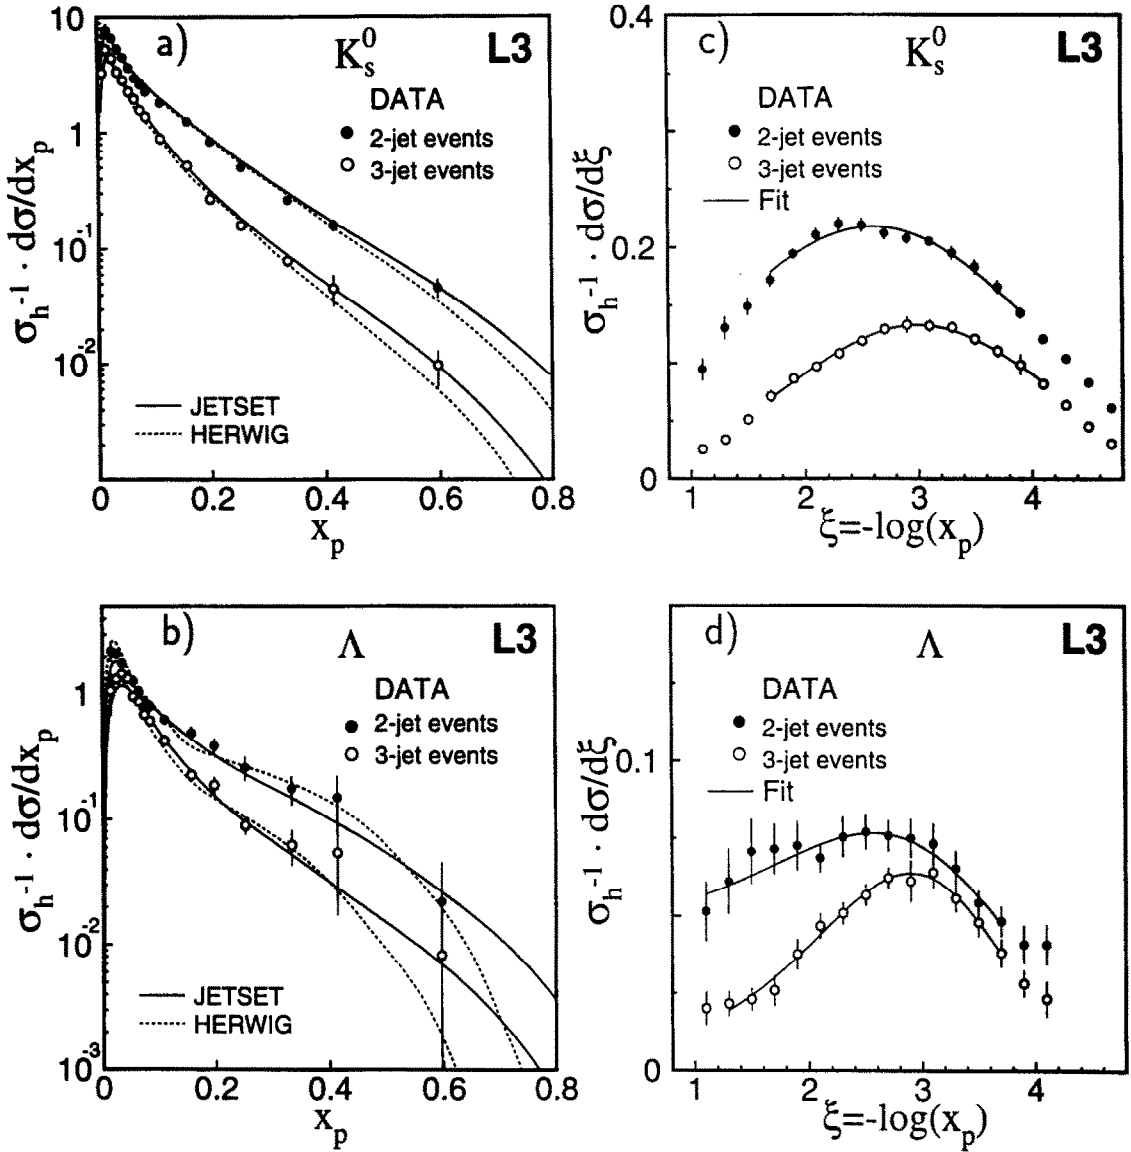 a)
K⁰ₛ
L3
DATA
2-jet events
3-jet events
JETSET
HERWIG
10
1
10⁻¹
10⁻²
σₕ⁻¹ · dσ/dxₚ
0 0.2 0.4 0.6 0.8
xₚ
c)
K⁰ₛ
L3
DATA
2-jet events
3-jet events
Fit
0.4
0.2
0
σₕ⁻¹ · dσ/dξ
1 2 3 4
ξ=-log(xₚ)
b)
Λ
L3
DATA
2-jet events
3-jet events
JETSET
HERWIG
1
10⁻¹
10⁻²
10⁻³
σₕ⁻¹ · dσ/dxₚ
0 0.2 0.4 0.6 0.8
xₚ
d)
Λ
L3
DATA
2-jet events
3-jet events
Fit
0.1
0
σₕ⁻¹ · dσ/dξ
1 2 3 4
ξ=-log(xₚ)